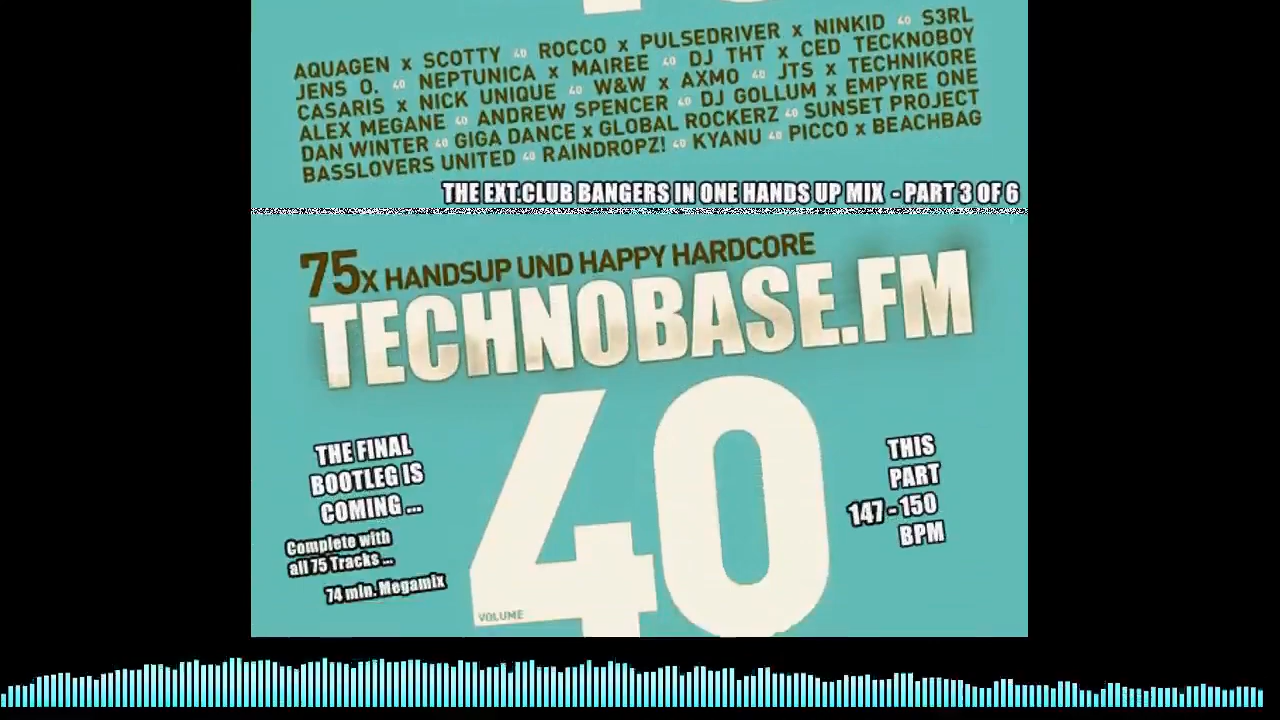 AQUAGEN x SCOTTY 40 ROCCO x PULSEDRIVER x NINKID 40 S3RL
JENS O. 40 NEPTUNICA x MAIREE 40 DJ THT x CED TECKNOBOY
CASARIS x NICK UNIQUE 40 W&W x AXMO 40 JTS x TECHNIKORE
ALEX MEGANE 40 ANDREW SPENCER 40 DJ GOLLUM x EMPYRE ONE
DAN WINTER 40 GIGA DANCE x GLOBAL ROCKERZ 40 SUNSET PROJECT
BASSLOVERS UNITED 40 RAINDROPZ! 40 KYANU 40 PICCO x BEACHBAG
THE EXT.CLUB BANGERS IN ONE HANDS UP MIX - PART 3 OF 6
75x HANDSUP UND HAPPY HARDCORE
TECHNOBASE.FM
40
VOLUME
THE FINAL
BOOTLEG IS
COMING ...
Complete with
all 75 Tracks ...
74 min. Megamix
THIS
PART
147 - 150
BPM